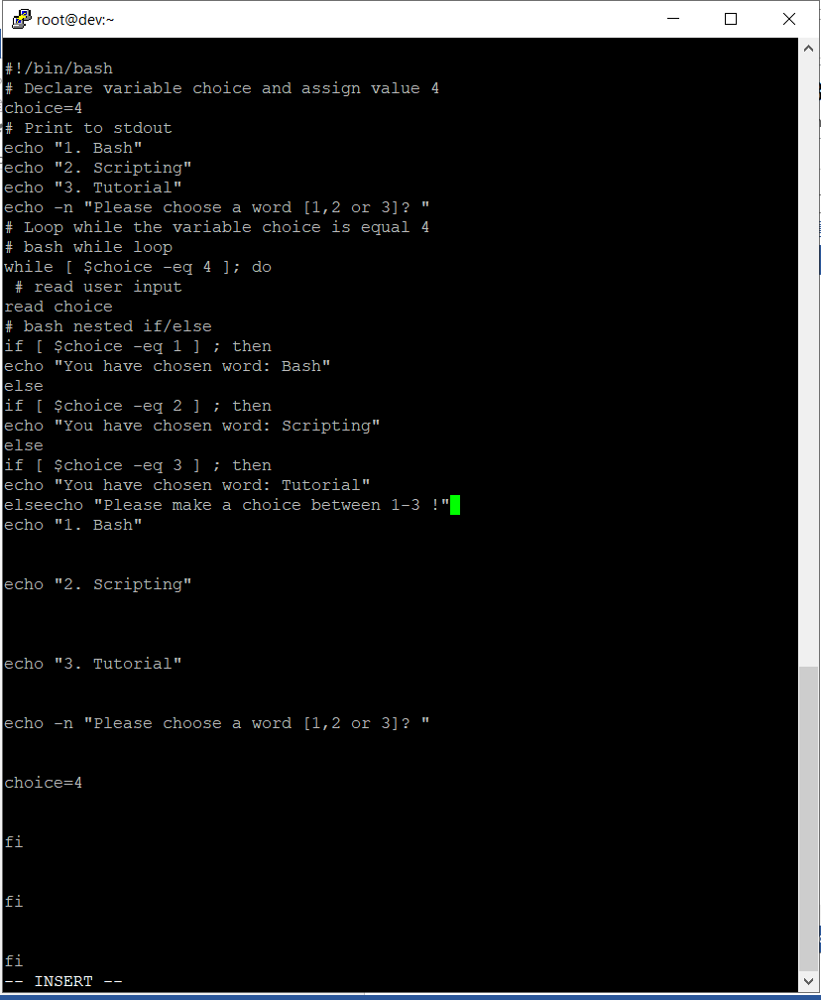 root@dev:~
#!/bin/bash
# Declare variable choice and assign value 4
choice=4
# Print to stdout
echo "1. Bash"
echo "2. Scripting"
echo "3. Tutorial"
echo -n "Please choose a word [1,2 or 3]? "
# Loop while the variable choice is equal 4
# bash while loop
while [ $choice -eq 4 ]; do
 # read user input
read choice
# bash nested if/else
if [ $choice -eq 1 ] ; then
echo "You have chosen word: Bash"
else
if [ $choice -eq 2 ] ; then
echo "You have chosen word: Scripting"
else
if [ $choice -eq 3 ] ; then
echo "You have chosen word: Tutorial"
elseecho "Please make a choice between 1-3 !"
echo "1. Bash"
echo "2. Scripting"
echo "3. Tutorial"
echo -n "Please choose a word [1,2 or 3]? "
choice=4
fi
fi
fi
-- INSERT --